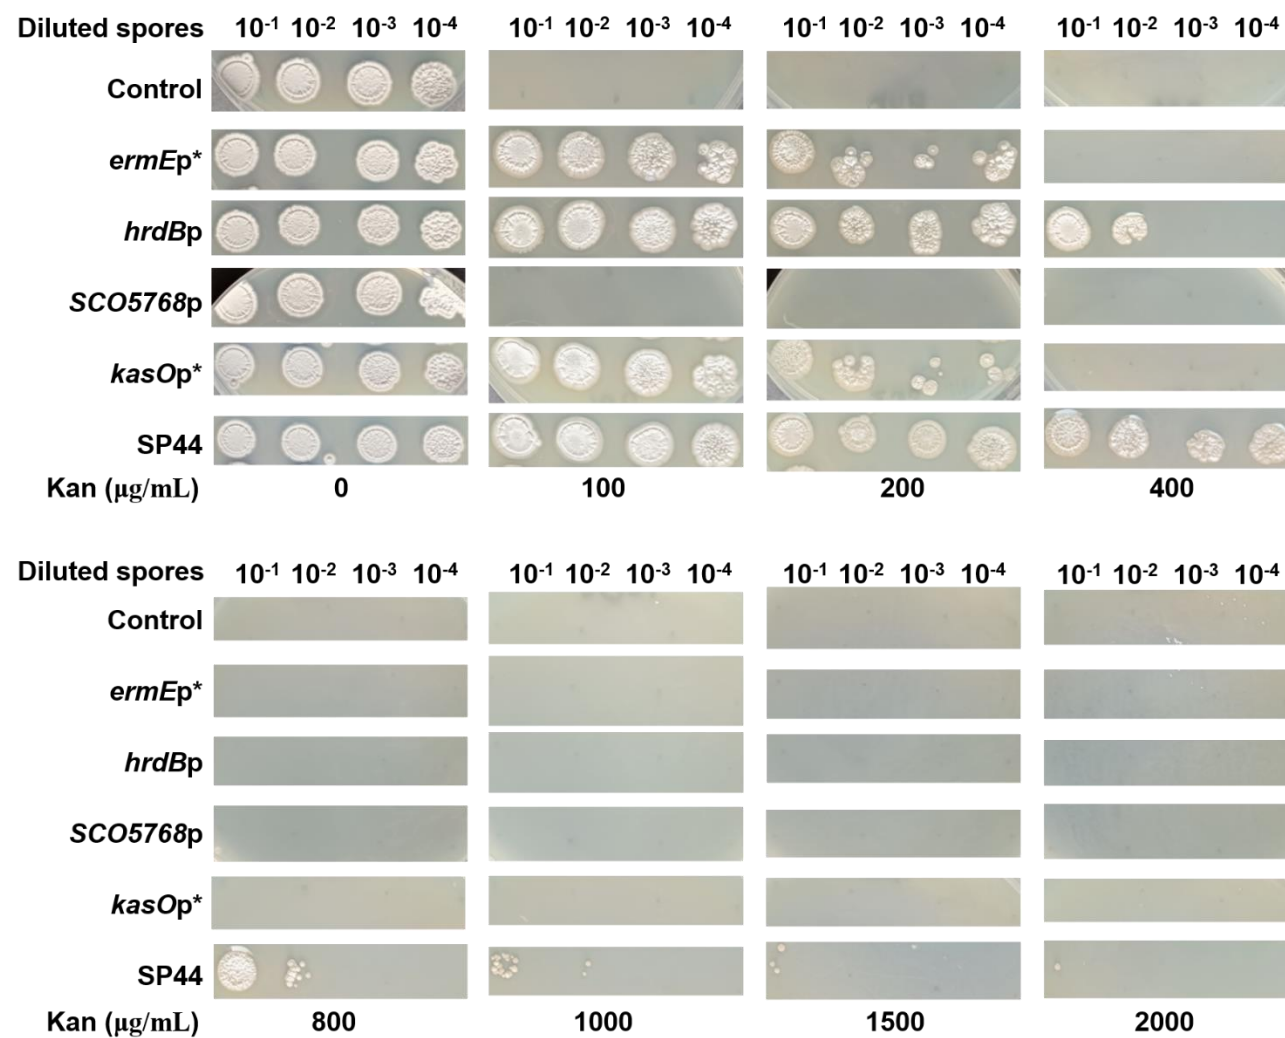 Diluted spores 10⁻¹ 10⁻² 10⁻³ 10⁻⁴ 10⁻¹ 10⁻² 10⁻³ 10⁻⁴ 10⁻¹ 10⁻² 10⁻³ 10⁻⁴ 10⁻¹ 10⁻² 10⁻³ 10⁻⁴
Control
ermEp*
hrdBp
SCO5768p
kasOp*
SP44
Kan (μg/mL) 0 100 200 400
Diluted spores 10⁻¹ 10⁻² 10⁻³ 10⁻⁴ 10⁻¹ 10⁻² 10⁻³ 10⁻⁴ 10⁻¹ 10⁻² 10⁻³ 10⁻⁴ 10⁻¹ 10⁻² 10⁻³ 10⁻⁴
Control
ermEp*
hrdBp
SCO5768p
kasOp*
SP44
Kan (μg/mL) 800 1000 1500 2000